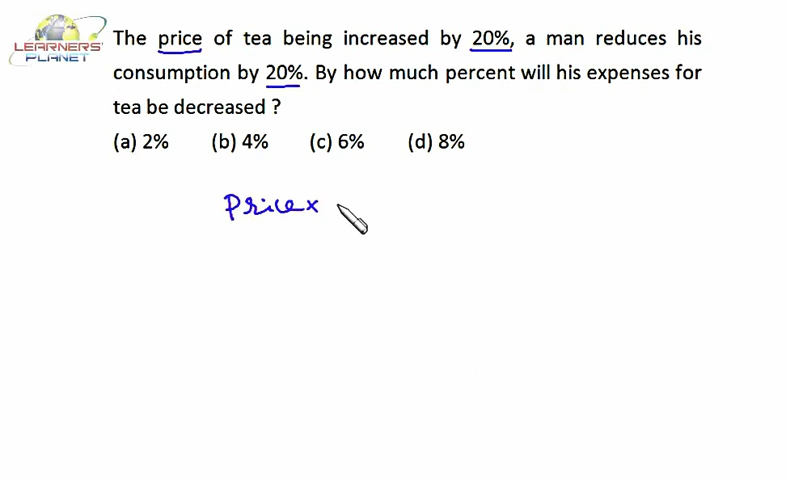 LEARNERS'
PLANET
The price of tea being increased by 20%, a man reduces his
consumption by 20%. By how much percent will his expenses for
tea be decreased ?
(a) 2% (b) 4% (c) 6% (d) 8%
Price×